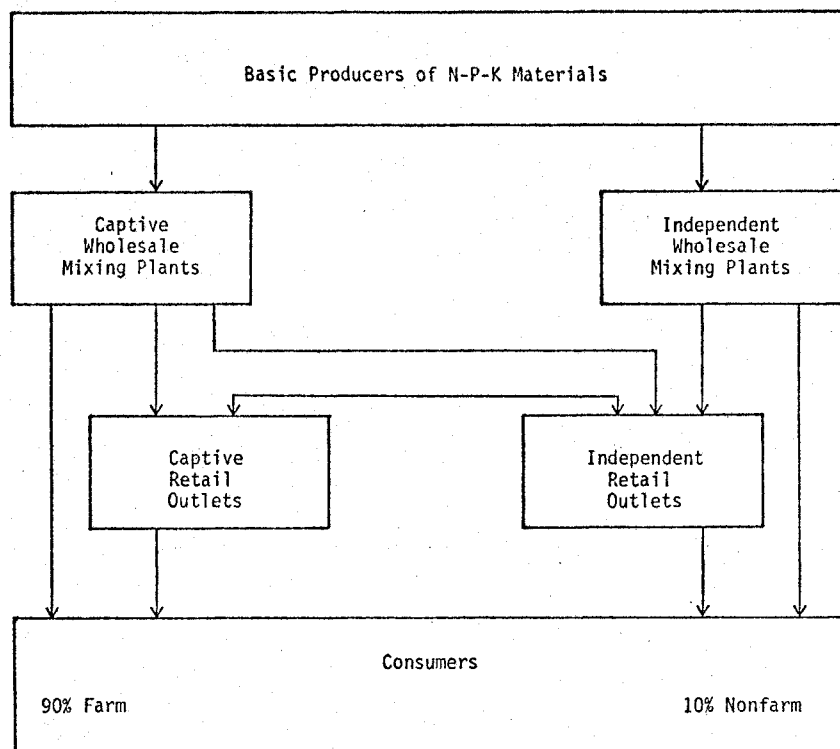 Basic Producers of N-P-K Materials
Captive
Wholesale
Mixing Plants
Independent
Wholesale
Mixing Plants
Captive
Retail
Outlets
Independent
Retail
Outlets
Consumers
90% Farm
10% Nonfarm